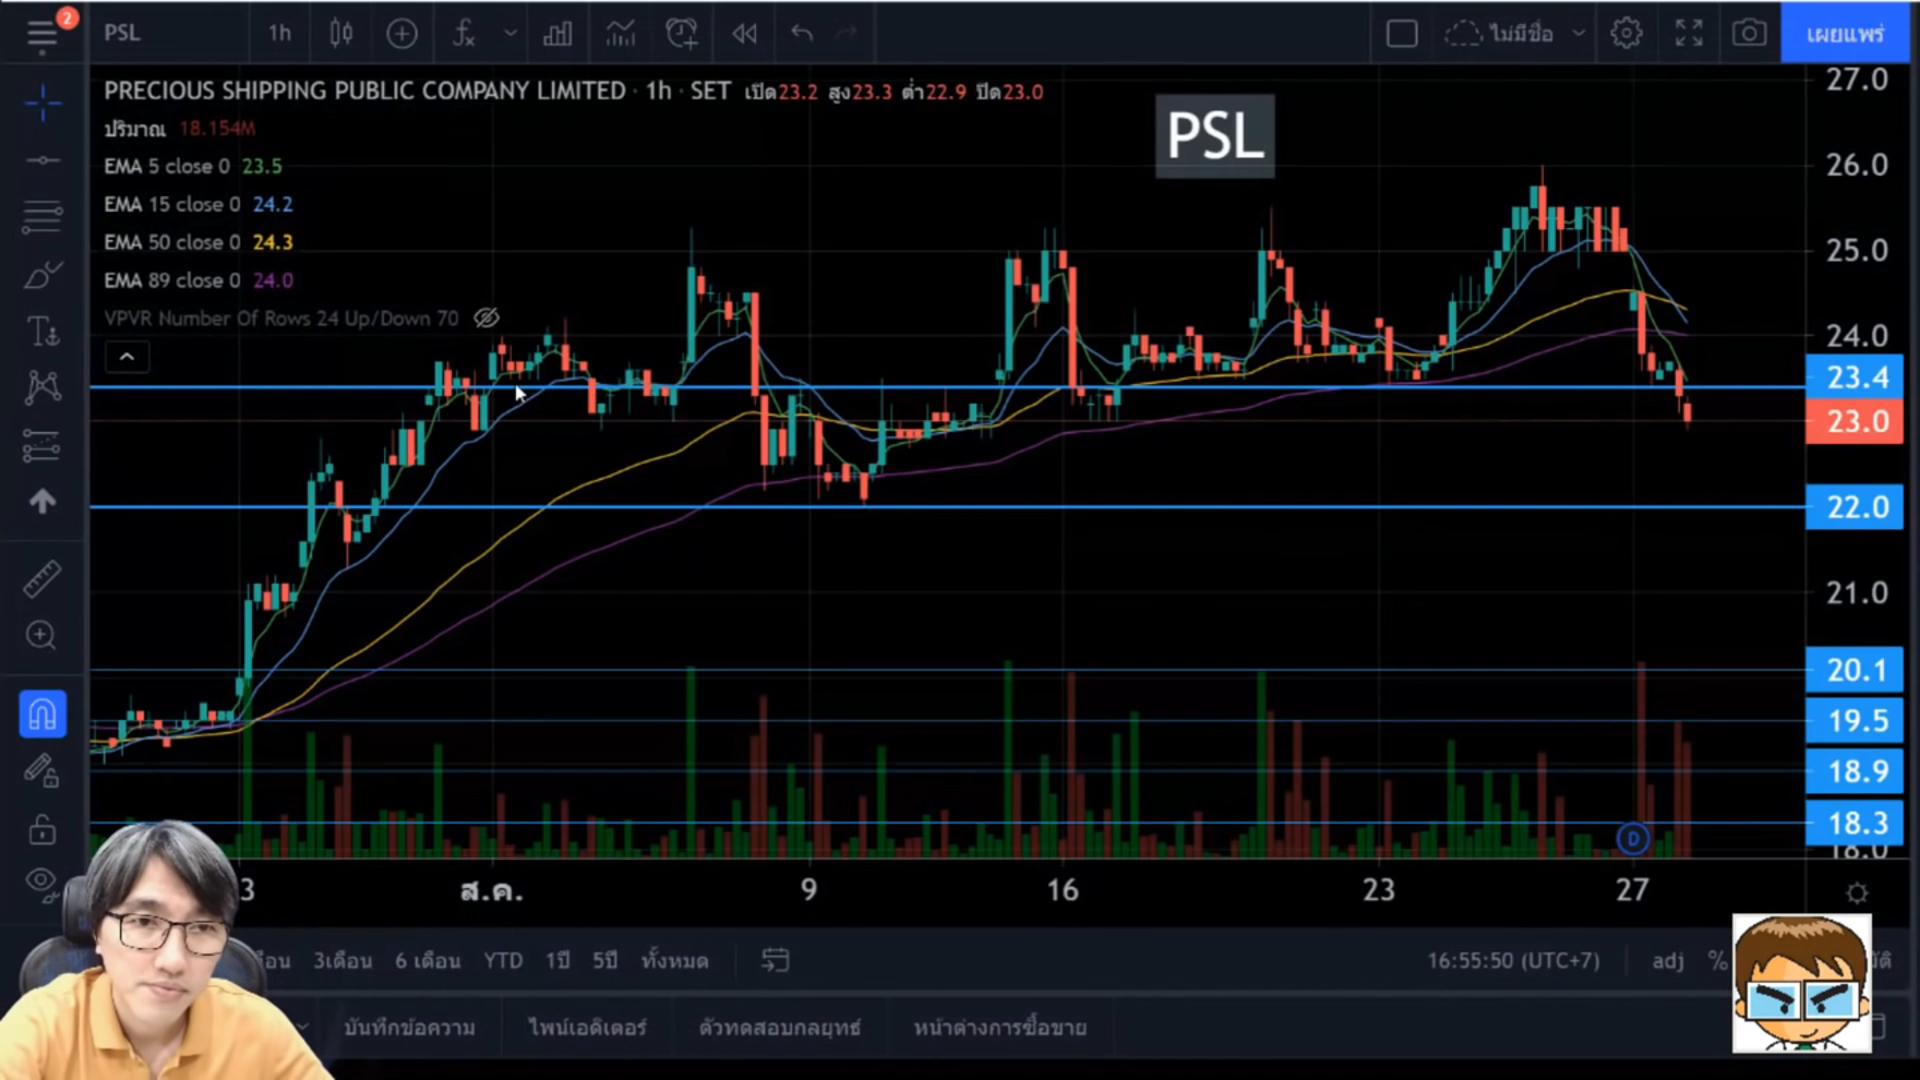 2
PSL
1h
ไม่มีชื่อ
เผยแพร่
PRECIOUS SHIPPING PUBLIC COMPANY LIMITED · 1h · SET เปิด23.2 สูง23.3 ต่ำ22.9 ปิด23.0
ปริมาณ 18.154M
EMA 5 close 0 23.5
EMA 15 close 0 24.2
EMA 50 close 0 24.3
EMA 89 close 0 24.0
VPVR Number Of Rows 24 Up/Down 70
PSL
27.0
26.0
25.0
24.0
23.4
23.0
22.0
21.0
20.1
19.5
18.9
18.3
18.0
D
3 ส.ค. 9 16 23 27
3เดือน 6 เดือน YTD 1ปี 5ปี ทั้งหมด
16:55:50 (UTC+7) adj %
บันทึกข้อความ ไพน์เอดิเตอร์ ตัวทดสอบกลยุทธ์ หน้าต่างการซื้อขาย